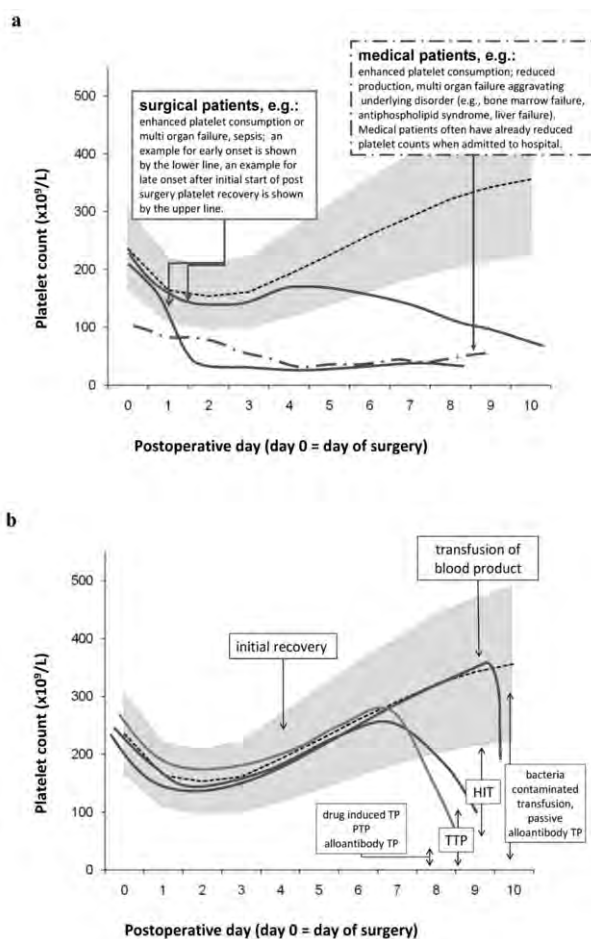 a
medical patients, e.g.:
enhanced platelet consumption; reduced
production, multi organ failure aggravating
underlying disorder (e.g., bone marrow failure,
antiphospholipid syndrome, liver failure).
Medical patients often have already reduced
platelet counts when admitted to hospital.
surgical patients, e.g.:
enhanced platelet consumption or
multi organ failure, sepsis; an
example for early onset is shown
by the lower line, an example for
late onset after initial start of post
surgery platelet recovery is shown
by the upper line.
Platelet count (x10⁹/L)
500
400
300
200
100
0
0 1 2 3 4 5 6 7 8 9 10
Postoperative day (day 0 = day of surgery)
b
transfusion of
blood product
initial recovery
Platelet count (x10⁹/L)
500
400
300
200
100
0
drug induced TP
PTP
alloantibody TP
TTP
HIT
bacteria
contaminated
transfusion,
passive
alloantibody TP
0 1 2 3 4 5 6 7 8 9 10
Postoperative day (day 0 = day of surgery)